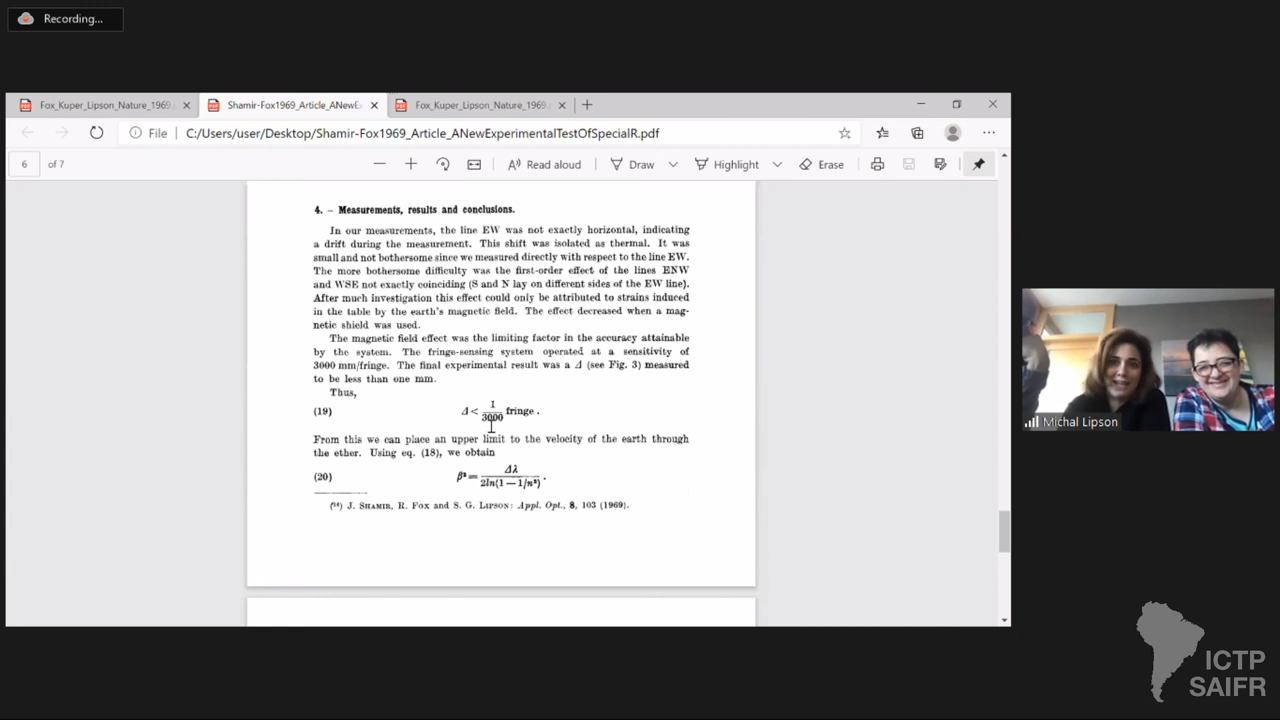 Recording...
Fox_Kuper_Lipson_Nature_1969.
Shamir-Fox1969_Article_ANewE
Fox_Kuper_Lipson_Nature_1969.
File C:/Users/user/Desktop/Shamir-Fox1969_Article_ANewExperimentalTestOfSpecialR.pdf
6 of 7
Read aloud Draw Highlight Erase
4. – Measurements, results and conclusions.
In our measurements, the line EW was not exactly horizontal, indicating
a drift during the measurement. This shift was isolated as thermal. It was
small and not bothersome since we measured directly with respect to the line EW.
The more bothersome difficulty was the first-order effect of the lines ENW
and WSE not exactly coinciding (S and N lay on different sides of the EW line).
After much investigation this effect could only be attributed to strains induced
in the table by the earth's magnetic field. The effect decreased when a mag-
netic shield was used.
The magnetic field effect was the limiting factor in the accuracy attainable
by the system. The fringe-sensing system operated at a sensitivity of
3000 mm/fringe. The final experimental result was a Δ (see Fig. 3) measured
to be less than one mm.
Thus,
(19) Δ < 1/3000 fringe .
From this we can place an upper limit to the velocity of the earth through
the ether. Using eq. (18), we obtain
(20) β² = Δλ / 2ln(1 − 1/n²) .
(¹⁴) J. SHAMIR, R. FOX and S. G. LIPSON: Appl. Opt., 8, 103 (1969).
Michal Lipson
ICTP
SAIFR